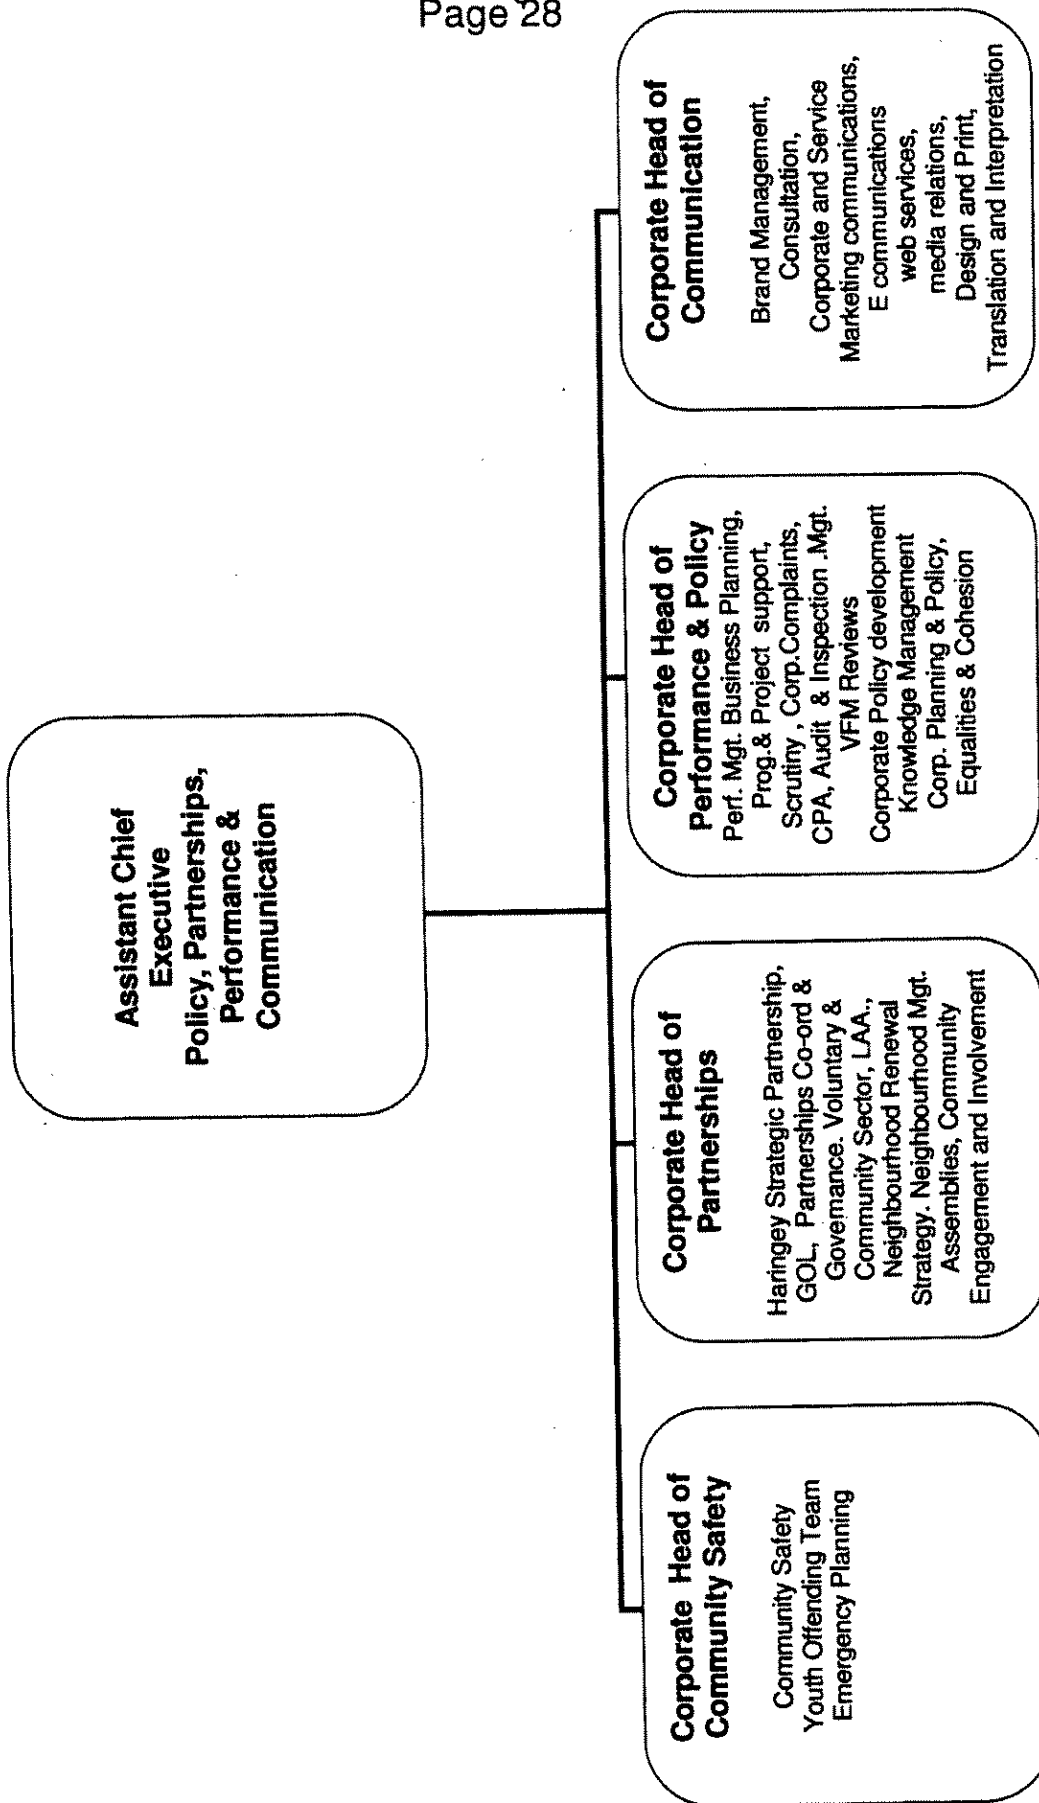 Page 28
Assistant Chief
Executive
Policy, Partnerships,
Performance &
Communication
Corporate Head of
Community Safety
Community Safety
Youth Offending Team
Emergency Planning
Corporate Head of
Partnerships
Haringey Strategic Partnership,
GOL, Partnerships Co-ord &
Governance. Voluntary &
Community Sector, LAA.,
Neighbourhood Renewal
Strategy. Neighbourhood Mgt.
Assemblies, Community
Engagement and Involvement
Corporate Head of
Performance & Policy
Perf. Mgt. Business Planning,
Prog.& Project support,
Scrutiny , Corp.Complaints,
CPA, Audit & Inspection .Mgt.
VFM Reviews
Corporate Policy development
Knowledge Management
Corp. Planning & Policy,
Equalities & Cohesion
Corporate Head of
Communication
Brand Management,
Consultation,
Corporate and Service
Marketing communications,
E communications
web services,
media relations,
Design and Print,
Translation and Interpretation